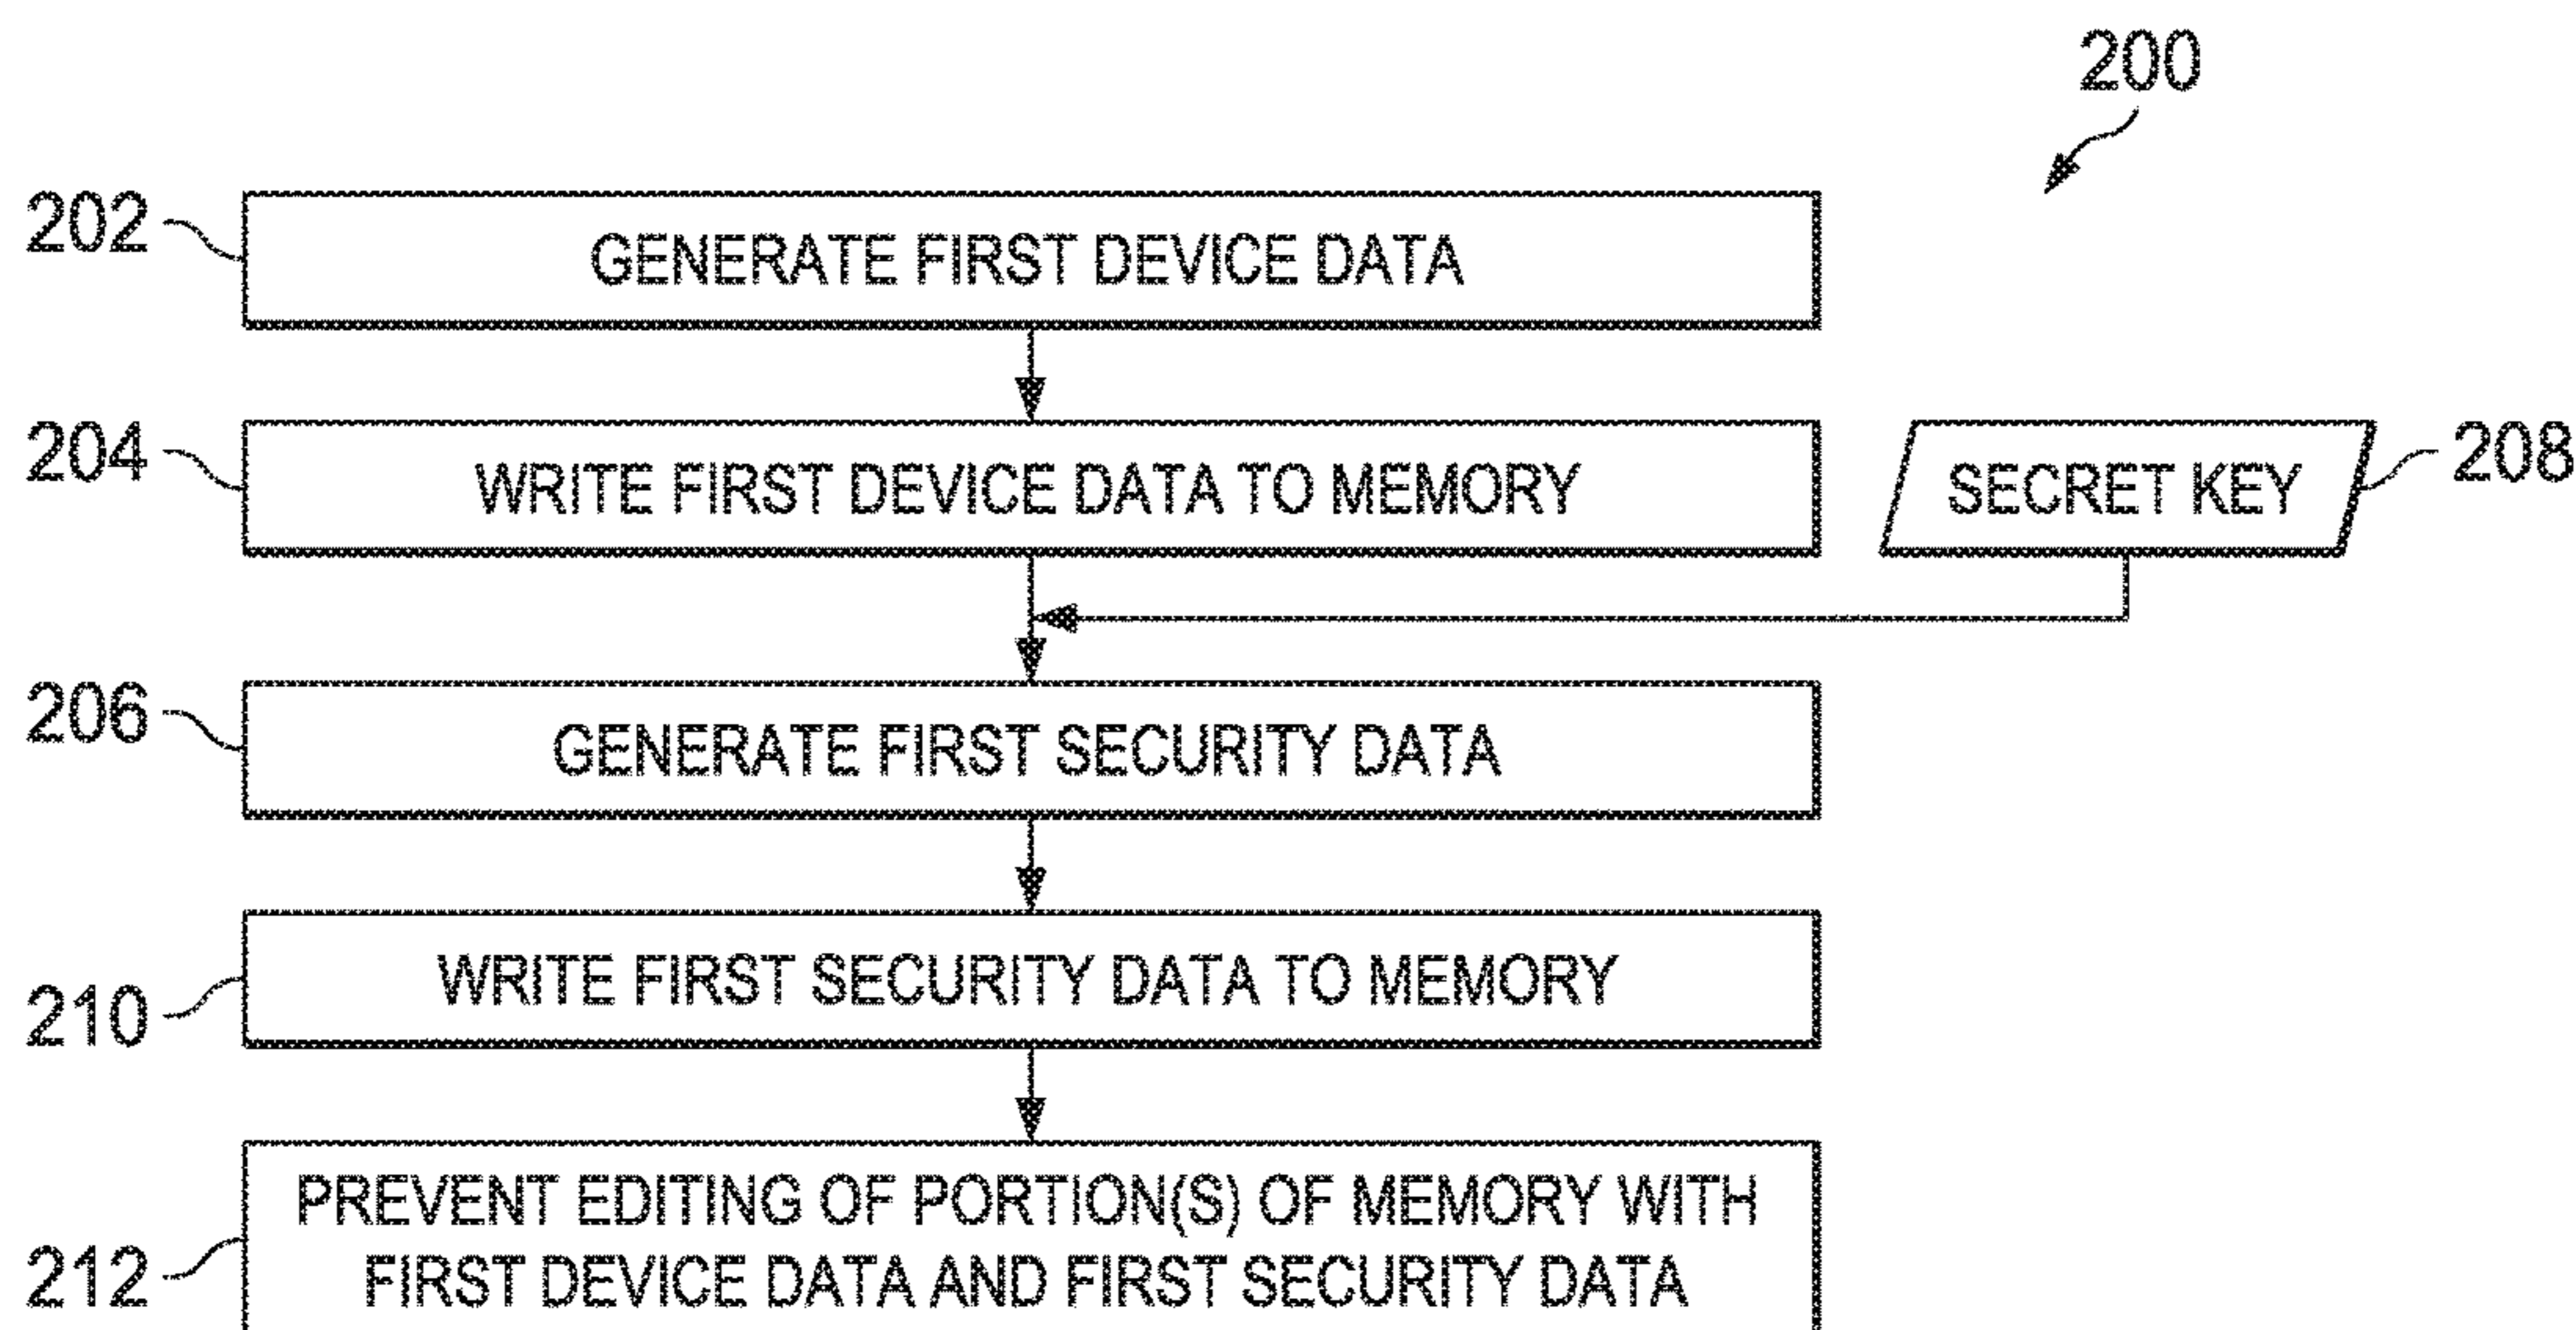 200
202
GENERATE FIRST DEVICE DATA
204
WRITE FIRST DEVICE DATA TO MEMORY
SECRET KEY
208
206
GENERATE FIRST SECURITY DATA
210
WRITE FIRST SECURITY DATA TO MEMORY
212
PREVENT EDITING OF PORTION(S) OF MEMORY WITH
FIRST DEVICE DATA AND FIRST SECURITY DATA